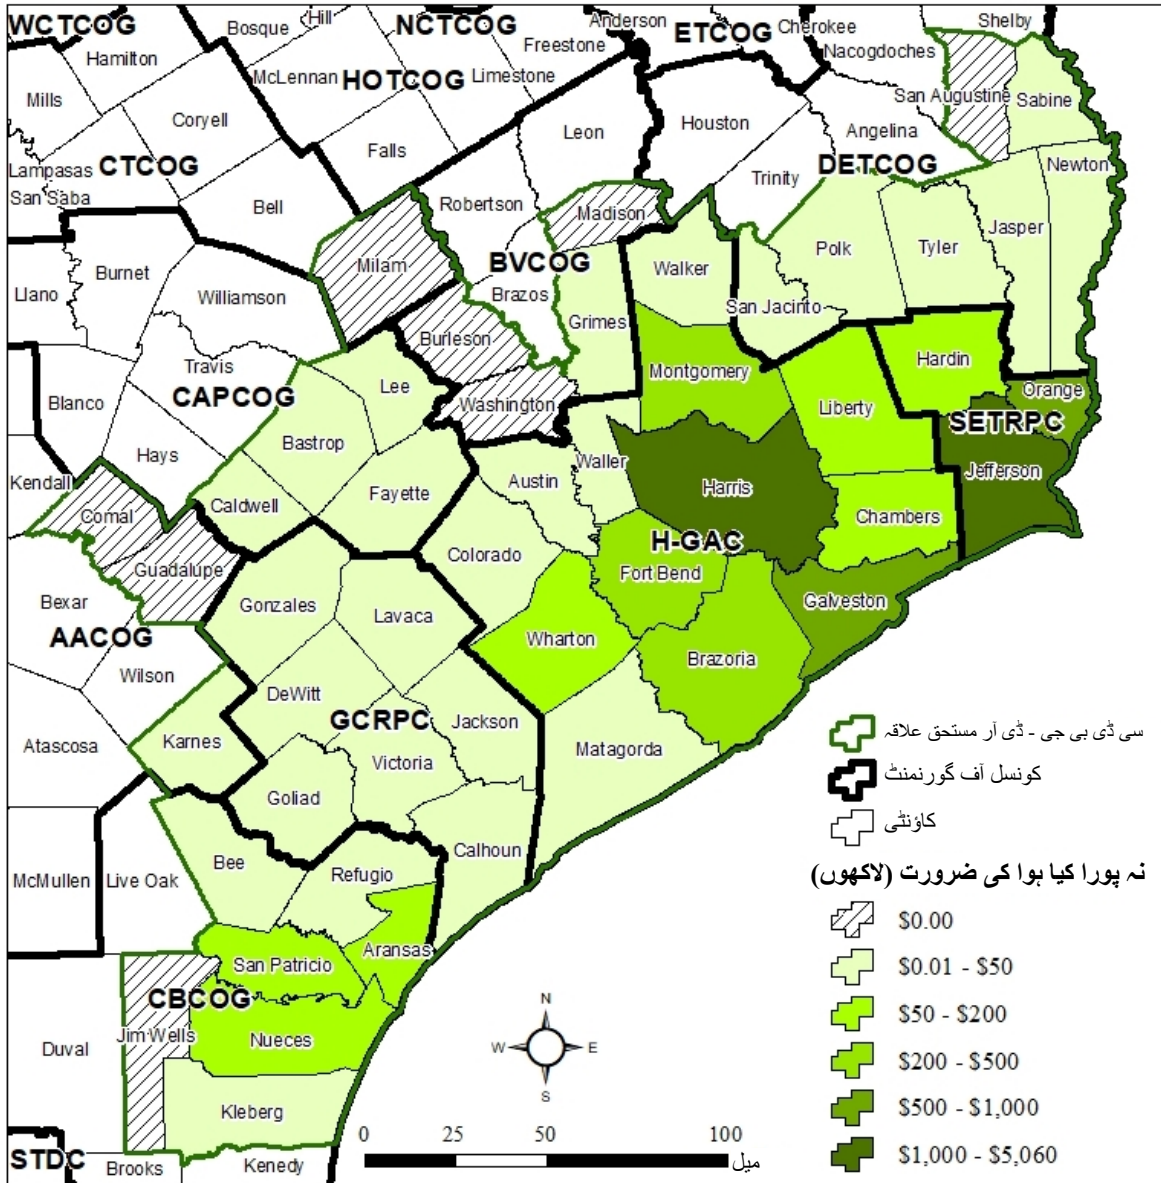 WCTCOG
Bosque
Hill
NCTCOG
Anderson
ETCOG
Cherokee
Shelby
Hamilton
Freestone
Nacogdoches
McLennan
HOTCOG
Limestone
Mills
San Augustine
Sabine
Coryell
Leon
Houston
Angelina
Falls
Lampasas
CTCOG
DETCOG
Newton
San Saba
Bell
Robertson
Trinity
Madison
Jasper
Polk
Tyler
Milam
BVCOG
Walker
Burnet
Llano
Williamson
Brazos
San Jacinto
Grimes
Burleson
Travis
Montgomery
Hardin
Lee
Orange
Blanco
CAPCOG
Washington
Liberty
SETRPC
Bastrop
Hays
Waller
Jefferson
Kendall
Austin
Harris
Fayette
Caldwell
Comal
Chambers
H-GAC
Colorado
Guadalupe
Fort Bend
Bexar
Gonzales
Lavaca
Galveston
AACOG
Wharton
Brazoria
Wilson
DeWitt
GCRPC
Jackson
Atascosa
Karnes
Victoria
Matagorda
Goliad
Calhoun
Bee
Refugio
McMullen
Live Oak
Aransas
San Patricio
CBCOG
Jim Wells
Duval
Nueces
Kleberg
STDC
Brooks
Kenedy
سی ڈی بی جی - ڈی آر مستحق علاقہ
کونسل آف گورنمنٹ
کاؤنٹی
نہ پورا کیا ہوا کی ضرورت (لاکھوں)
$0.00
$0.01 - $50
$50 - $200
$200 - $500
$500 - $1,000
$1,000 - $5,060
N
W E
S
0 25 50 100
میل